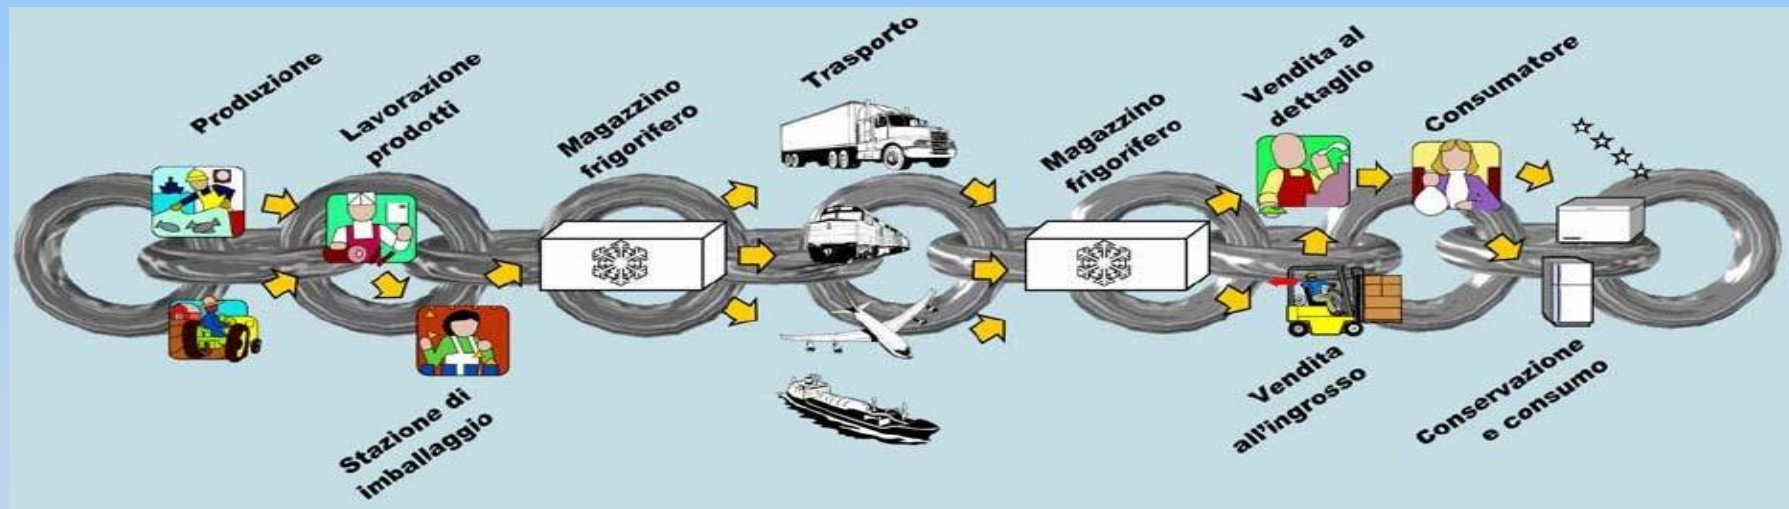 Produzione
Lavorazione
prodotti
Stazione di
imballaggio
Magazzino
frigorifero
Trasporto
Magazzino
frigorifero
Vendita al
dettaglio
Vendita
all'ingrosso
Consumatore
Conservazione
e consumo